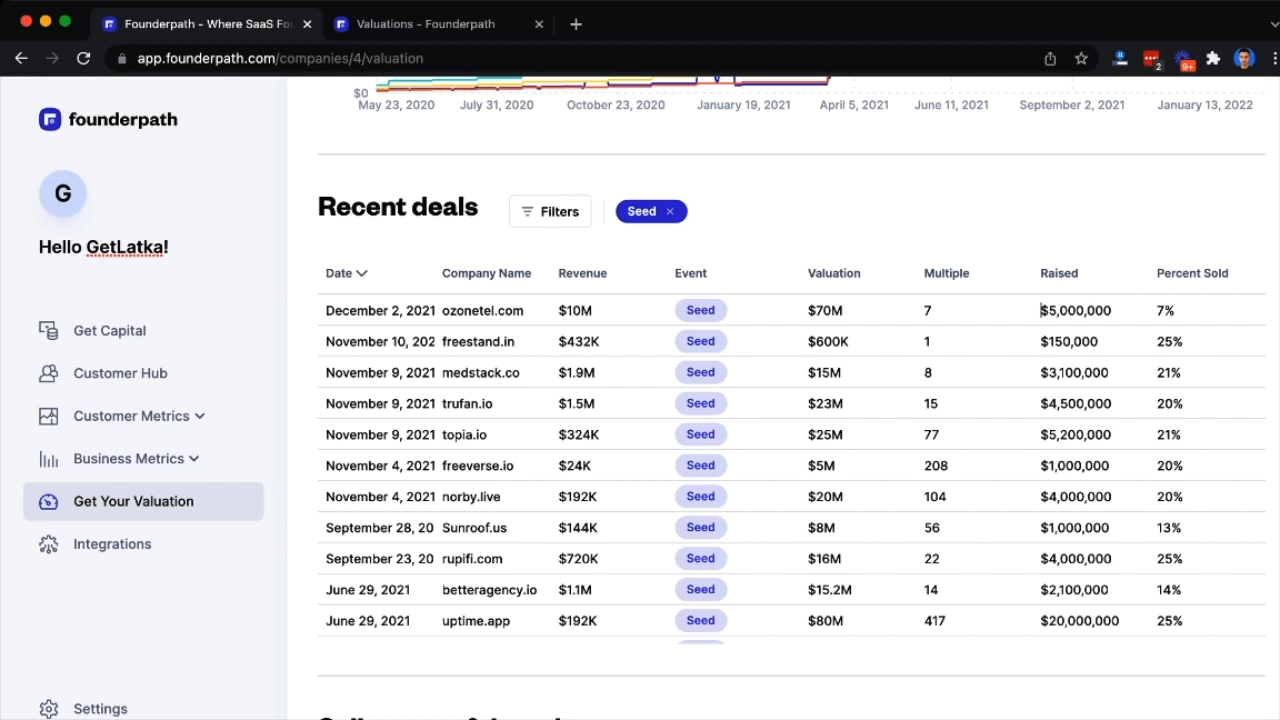 Founderpath - Where SaaS Fo
Valuations - Founderpath
app.founderpath.com/companies/4/valuation
2
9+
founderpath
G
Hello GetLatka!
Get Capital
Customer Hub
Customer Metrics
Business Metrics
Get Your Valuation
Integrations
Settings
$0
May 23, 2020 July 31, 2020 October 23, 2020 January 19, 2021 April 5, 2021 June 11, 2021 September 2, 2021 January 13, 2022
Recent deals Filters Seed ×
Date Company Name Revenue Event Valuation Multiple Raised Percent Sold
December 2, 2021 ozonetel.com $10M Seed $70M 7 $5,000,000 7%
November 10, 202 freestand.in $432K Seed $600K 1 $150,000 25%
November 9, 2021 medstack.co $1.9M Seed $15M 8 $3,100,000 21%
November 9, 2021 trufan.io $1.5M Seed $23M 15 $4,500,000 20%
November 9, 2021 topia.io $324K Seed $25M 77 $5,200,000 21%
November 4, 2021 freeverse.io $24K Seed $5M 208 $1,000,000 20%
November 4, 2021 norby.live $192K Seed $20M 104 $4,000,000 20%
September 28, 20 Sunroof.us $144K Seed $8M 56 $1,000,000 13%
September 23, 20 rupifi.com $720K Seed $16M 22 $4,000,000 25%
June 29, 2021 betteragency.io $1.1M Seed $15.2M 14 $2,100,000 14%
June 29, 2021 uptime.app $192K Seed $80M 417 $20,000,000 25%